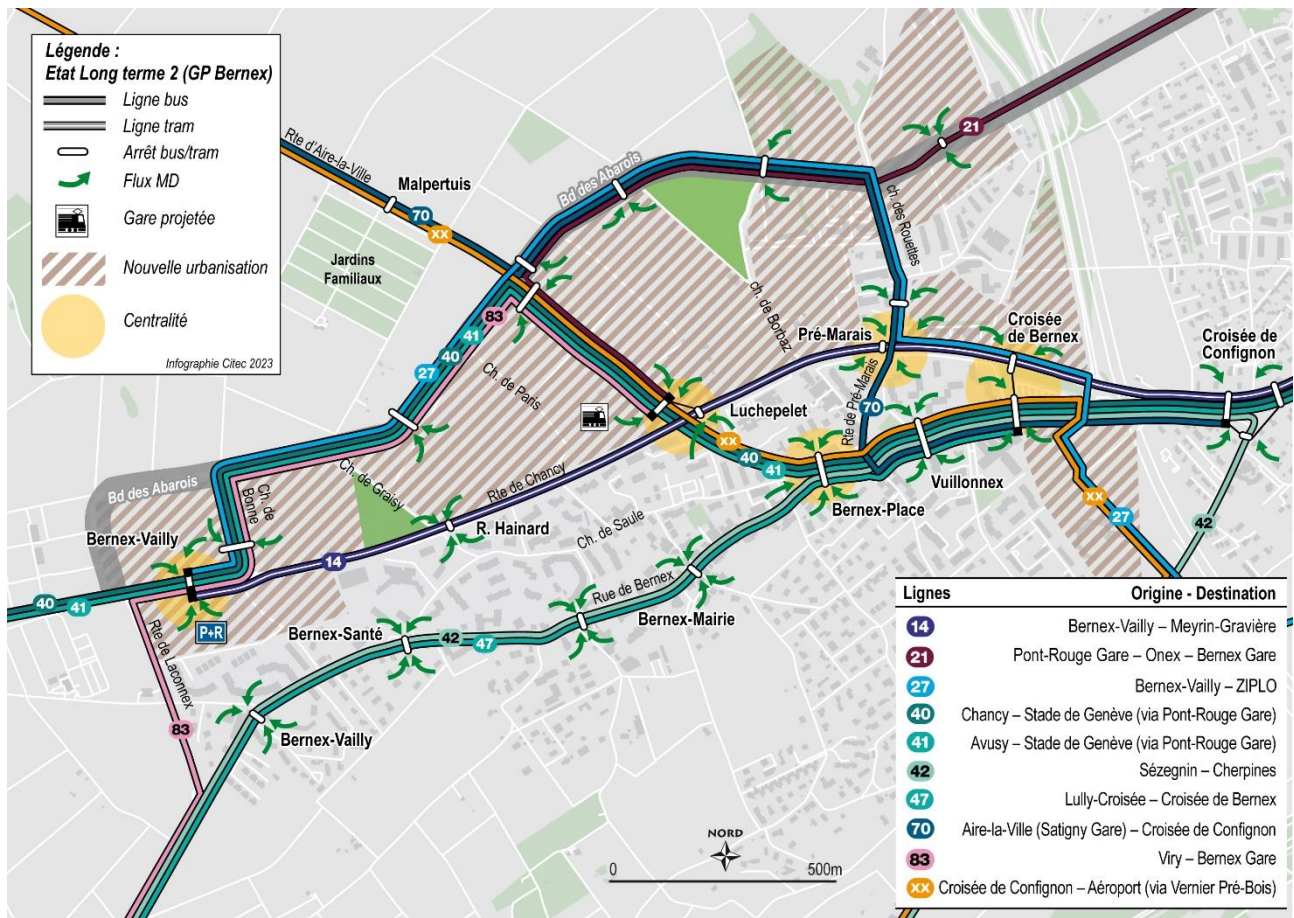 Légende :
Etat Long terme 2 (GP Bernex)
Ligne bus
Ligne tram
Arrêt bus/tram
Flux MD
Gare projetée
Nouvelle urbanisation
Centralité
Infographie Citec 2023
Rte d'Aire-la-Ville
Malpertuis
70
XX
Jardins
Familiaux
Bd des Abarois
21
ch. des Rouettes
ch. de Borbaz
83
41
40
27
Ch. de Paris
Pré-Marais
Croisée
de Bernex
Croisée de
Confignon
Luchepelet
Rte de Pré-Marais
70
XX
40
41
Vuillonnex
Bernex-Place
XX
27
42
Bd des Abarois
Ch. de Graisy
Ch. de
Bonne
Rte de Chancy
R. Hainard
Ch. de Saule
Bernex-Vailly
14
40
41
P+R
Rte de Laconnex
83
Rue de Bernex
Bernex-Mairie
Bernex-Santé
42
47
Bernex-Vailly
NORD
0
500m
Lignes Origine - Destination
14 Bernex-Vailly – Meyrin-Gravière
21 Pont-Rouge Gare – Onex – Bernex Gare
27 Bernex-Vailly – ZIPLO
40 Chancy – Stade de Genève (via Pont-Rouge Gare)
41 Avusy – Stade de Genève (via Pont-Rouge Gare)
42 Sézegnin – Cherpines
47 Lully-Croisée – Croisée de Bernex
70 Aire-la-Ville (Satigny Gare) – Croisée de Confignon
83 Viry – Bernex Gare
XX Croisée de Confignon – Aéroport (via Vernier Pré-Bois)